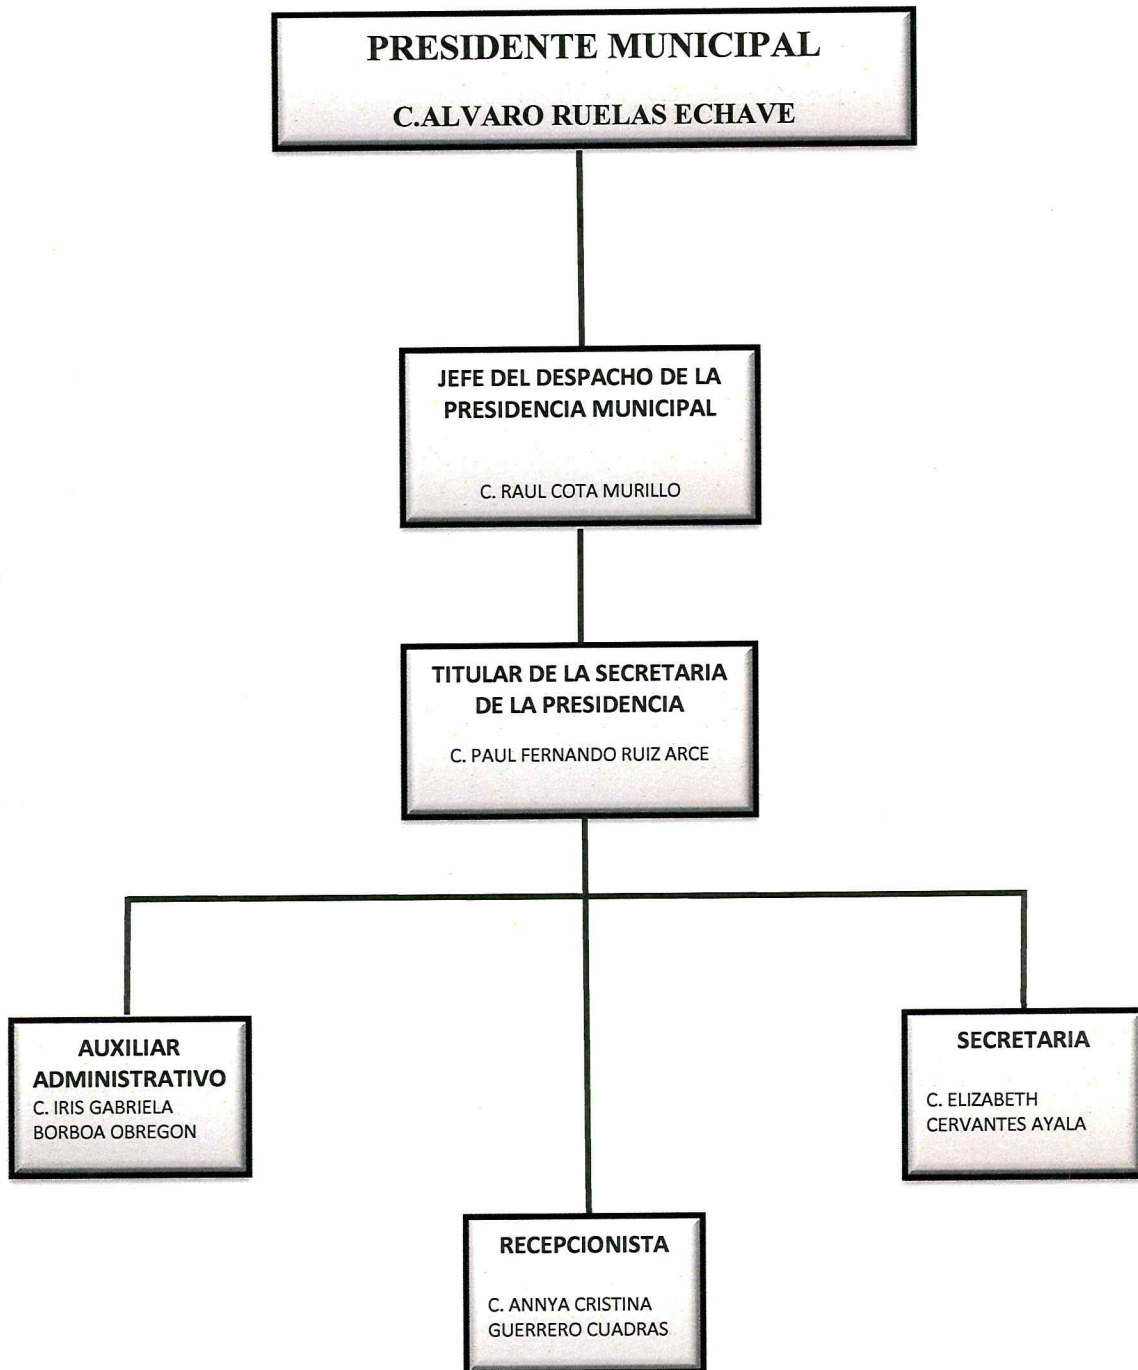 PRESIDENTE MUNICIPAL
C.ALVARO RUELAS ECHAVE
JEFE DEL DESPACHO DE LA
PRESIDENCIA MUNICIPAL
C. RAUL COTA MURILLO
TITULAR DE LA SECRETARIA
DE LA PRESIDENCIA
C. PAUL FERNANDO RUIZ ARCE
AUXILIAR
ADMINISTRATIVO
C. IRIS GABRIELA
BORBOA OBREGON
SECRETARIA
C. ELIZABETH
CERVANTES AYALA
RECEPCIONISTA
C. ANNYA CRISTINA
GUERRERO CUADRAS